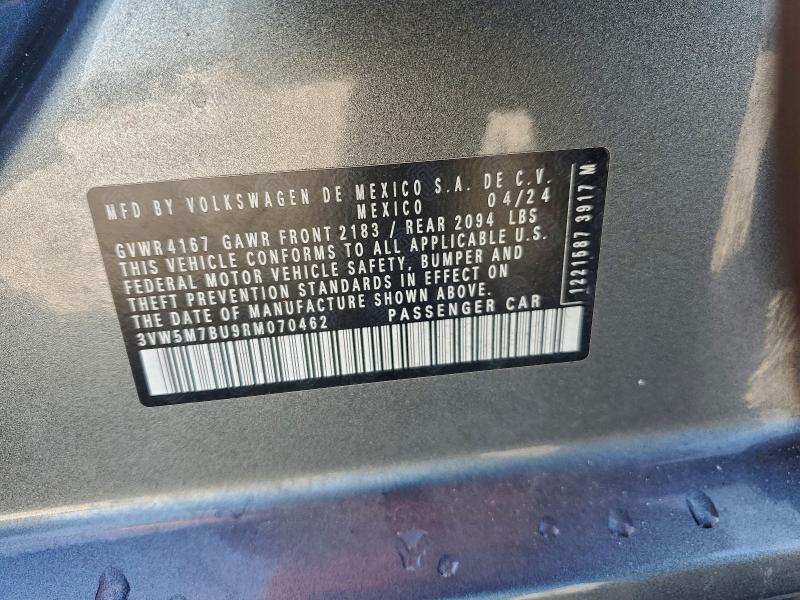 MFD BY VOLKSWAGEN DE MEXICO S.A. DE C.V.
MEXICO 04/24
GVWR4167 GAWR FRONT 2183 / REAR 2094 LBS
THIS VEHICLE CONFORMS TO ALL APPLICABLE U.S.
FEDERAL MOTOR VEHICLE SAFETY, BUMPER AND
THEFT PREVENTION STANDARDS IN EFFECT ON
THE DATE OF MANUFACTURE SHOWN ABOVE.
3VW5M7BU9RM070462 PASSENGER CAR
1221587 3917 M